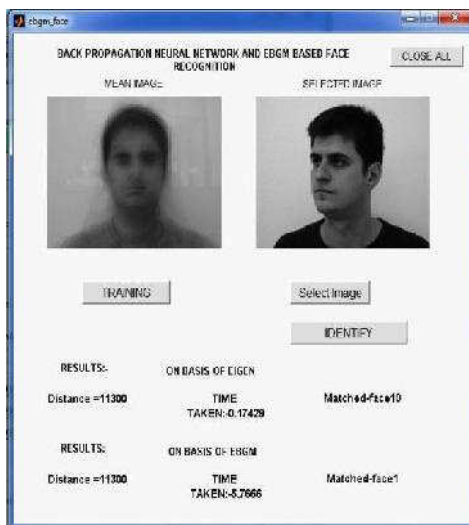 ebgm_face
BACK PROPAGATION NEURAL NETWORK AND EBGM BASED FACE
RECOGNITION
CLOSE ALL
MEAN IMAGE
SELECTED IMAGE
TRAINING
Select Image
IDENTIFY
RESULTS:-
ON BASIS OF EIGEN
Distance =11300
TIME
TAKEN:-0.17429
Matched-face10
RESULTS:
ON BASIS OF EBGM
Distance =11300
TIME
TAKEN:-5.7666
Matched-face1